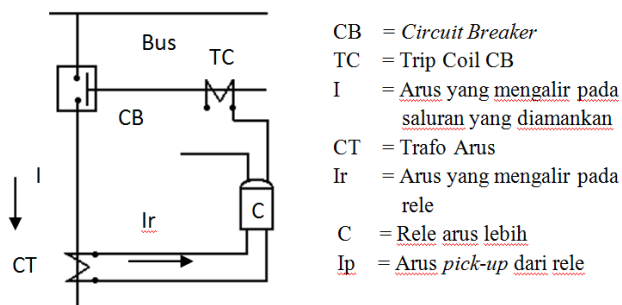 Bus
TC
CB
I
Ir
C
CT
CB = Circuit Breaker
TC = Trip Coil CB
I = Arus yang mengalir pada
saluran yang diamankan
CT = Trafo Arus
Ir = Arus yang mengalir pada
rele
C = Rele arus lebih
Ip = Arus pick-up dari rele